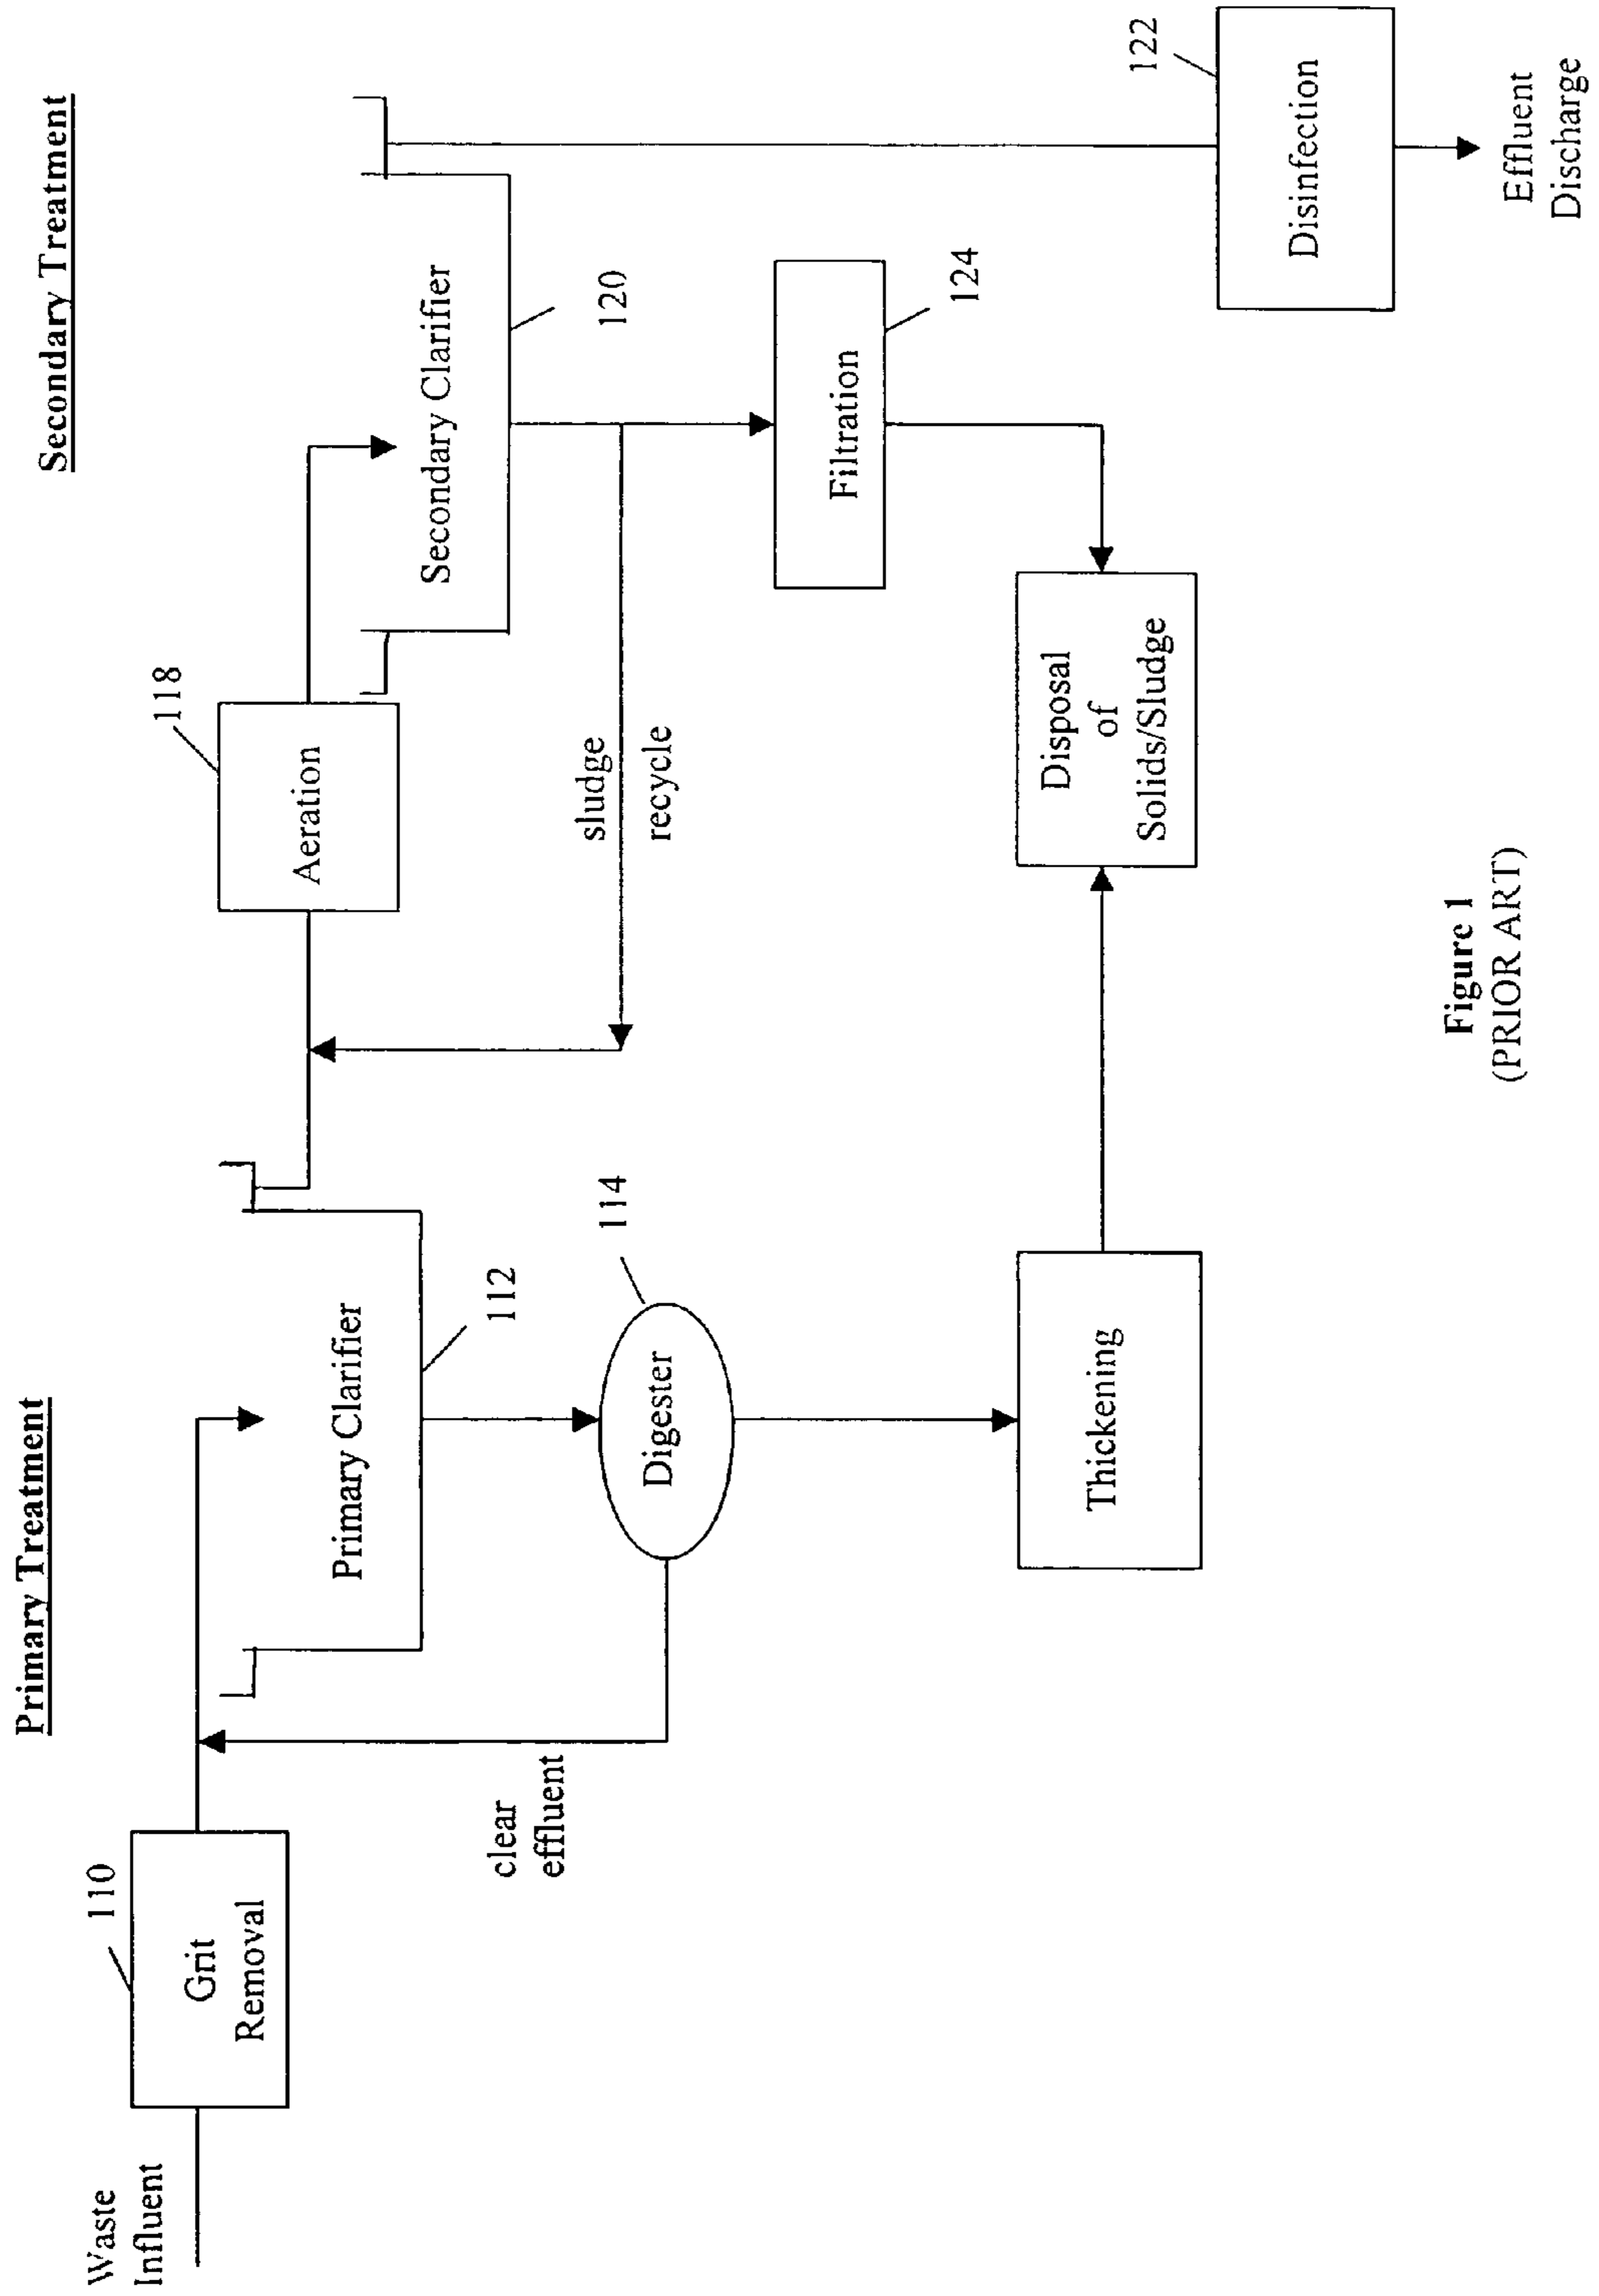 Primary Treatment
Secondary Treatment
Waste
Influent
110
Grit
Removal
Primary Clarifier
112
clear
effluent
Digester
114
Thickening
118
Aeration
Secondary Clarifier
120
sludge
recycle
Filtration
124
Disposal
of
Solids/Sludge
122
Disinfection
Effluent
Discharge
Figure 1
(PRIOR ART)